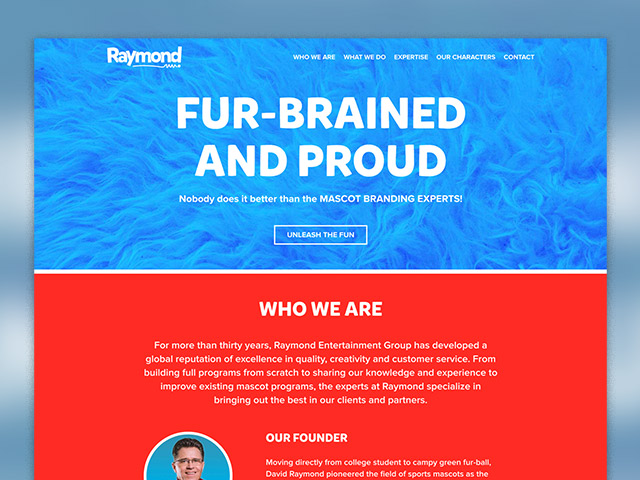 Raymond
WHO WE ARE WHAT WE DO EXPERTISE OUR CHARACTERS CONTACT
FUR-BRAINED
AND PROUD
Nobody does it better than the MASCOT BRANDING EXPERTS!
UNLEASH THE FUN
WHO WE ARE
For more than thirty years, Raymond Entertainment Group has developed a
global reputation of excellence in quality, creativity and customer service. From
building full programs from scratch to sharing our knowledge and experience to
improve existing mascot programs, the experts at Raymond specialize in
bringing out the best in our clients and partners.
OUR FOUNDER
Moving directly from college student to campy green fur-ball,
David Raymond pioneered the field of sports mascots as the